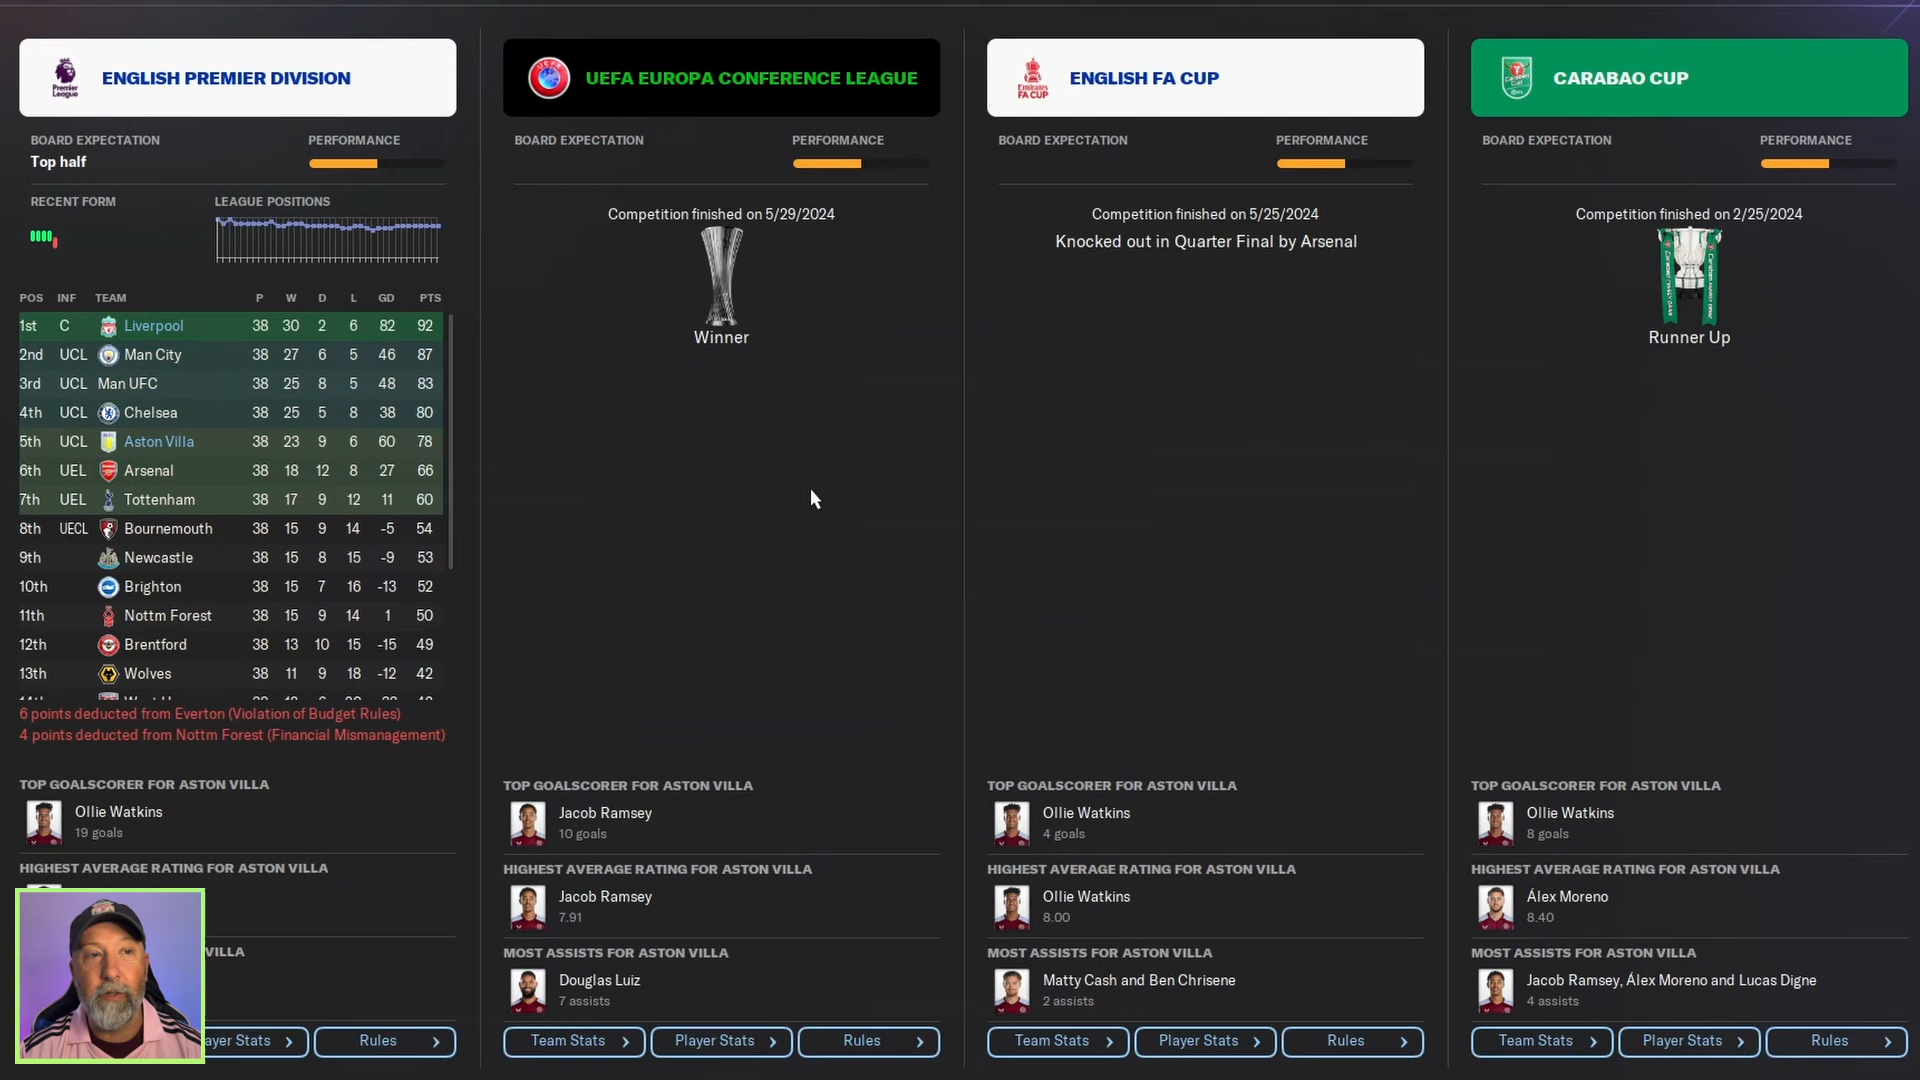 ENGLISH PREMIER DIVISION
BOARD EXPECTATION PERFORMANCE
Top half
RECENT FORM LEAGUE POSITIONS
POS INF TEAM P W D L GD PTS
1st C Liverpool 38 30 2 6 82 92
2nd UCL Man City 38 27 6 5 46 87
3rd UCL Man UFC 38 25 8 5 48 83
4th UCL Chelsea 38 25 5 8 38 80
5th UCL Aston Villa 38 23 9 6 60 78
6th UEL Arsenal 38 18 12 8 27 66
7th UEL Tottenham 38 17 9 12 11 60
8th UECL Bournemouth 38 15 9 14 -5 54
9th Newcastle 38 15 8 15 -9 53
10th Brighton 38 15 7 16 -13 52
11th Nottm Forest 38 15 9 14 1 50
12th Brentford 38 13 10 15 -15 49
13th Wolves 38 11 9 18 -12 42
6 points deducted from Everton (Violation of Budget Rules)
4 points deducted from Nottm Forest (Financial Mismanagement)
TOP GOALSCORER FOR ASTON VILLA
Ollie Watkins
19 goals
HIGHEST AVERAGE RATING FOR ASTON VILLA
VILLA
ayer Stats Rules
UEFA EUROPA CONFERENCE LEAGUE
BOARD EXPECTATION PERFORMANCE
Competition finished on 5/29/2024
Winner
TOP GOALSCORER FOR ASTON VILLA
Jacob Ramsey
10 goals
HIGHEST AVERAGE RATING FOR ASTON VILLA
Jacob Ramsey
7.91
MOST ASSISTS FOR ASTON VILLA
Douglas Luiz
7 assists
Team Stats Player Stats Rules
Emirates
FA CUP
ENGLISH FA CUP
BOARD EXPECTATION PERFORMANCE
Competition finished on 5/25/2024
Knocked out in Quarter Final by Arsenal
TOP GOALSCORER FOR ASTON VILLA
Ollie Watkins
4 goals
HIGHEST AVERAGE RATING FOR ASTON VILLA
Ollie Watkins
8.00
MOST ASSISTS FOR ASTON VILLA
Matty Cash and Ben Chrisene
2 assists
Team Stats Player Stats Rules
CARABAO CUP
BOARD EXPECTATION PERFORMANCE
Competition finished on 2/25/2024
Runner Up
TOP GOALSCORER FOR ASTON VILLA
Ollie Watkins
8 goals
HIGHEST AVERAGE RATING FOR ASTON VILLA
Álex Moreno
8.40
MOST ASSISTS FOR ASTON VILLA
Jacob Ramsey, Álex Moreno and Lucas Digne
4 assists
Team Stats Player Stats Rules